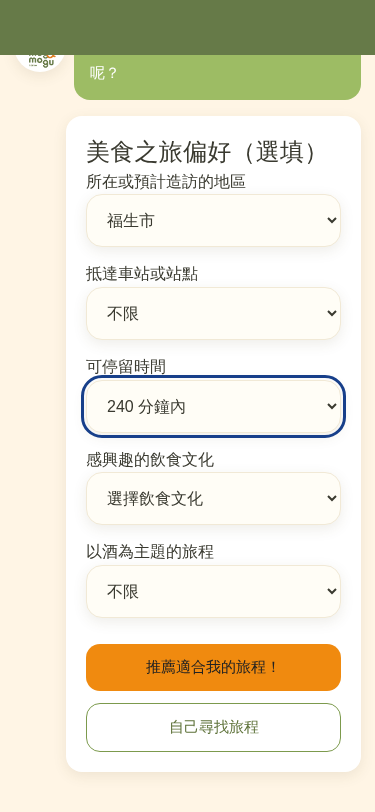 mogu
呢？
美食之旅偏好（選填）
所在或預計造訪的地區
福生市
抵達車站或站點
不限
可停留時間
240 分鐘內
感興趣的飲食文化
選擇飲食文化
以酒為主題的旅程
不限
推薦適合我的旅程！
自己尋找旅程